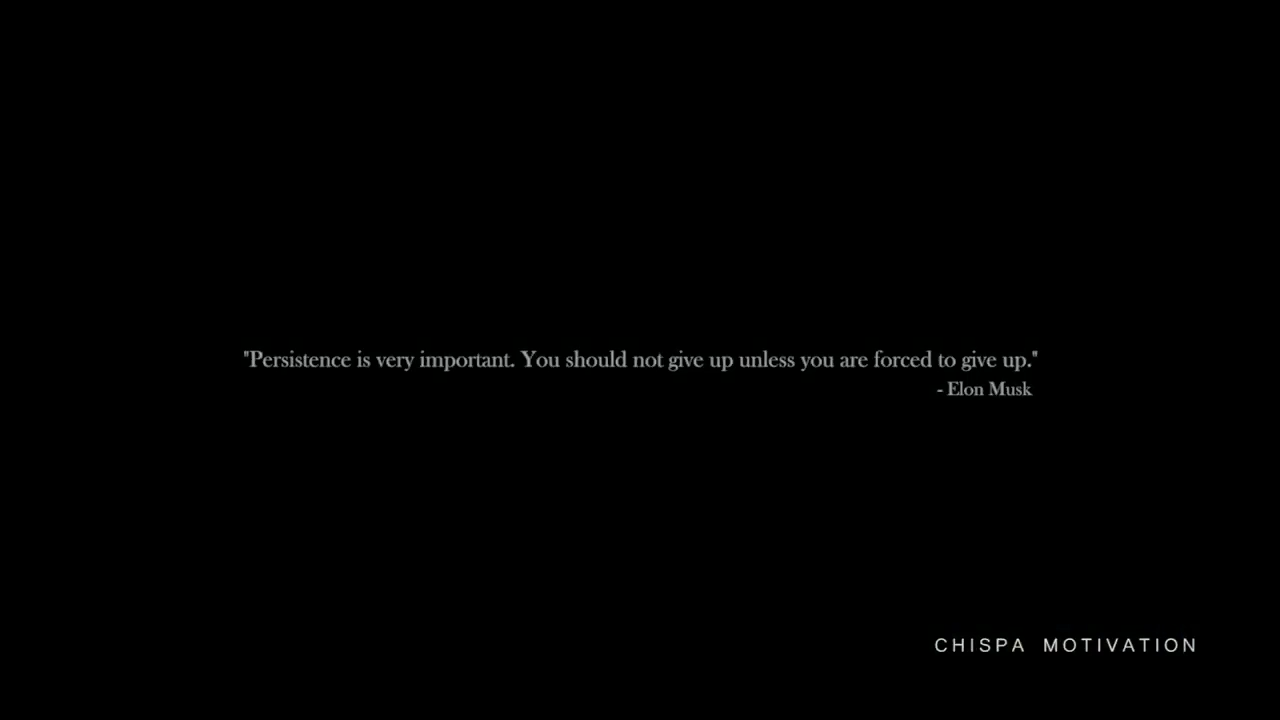 "Persistence is very important. You should not give up unless you are forced to give up."
- Elon Musk
CHISPA MOTIVATION